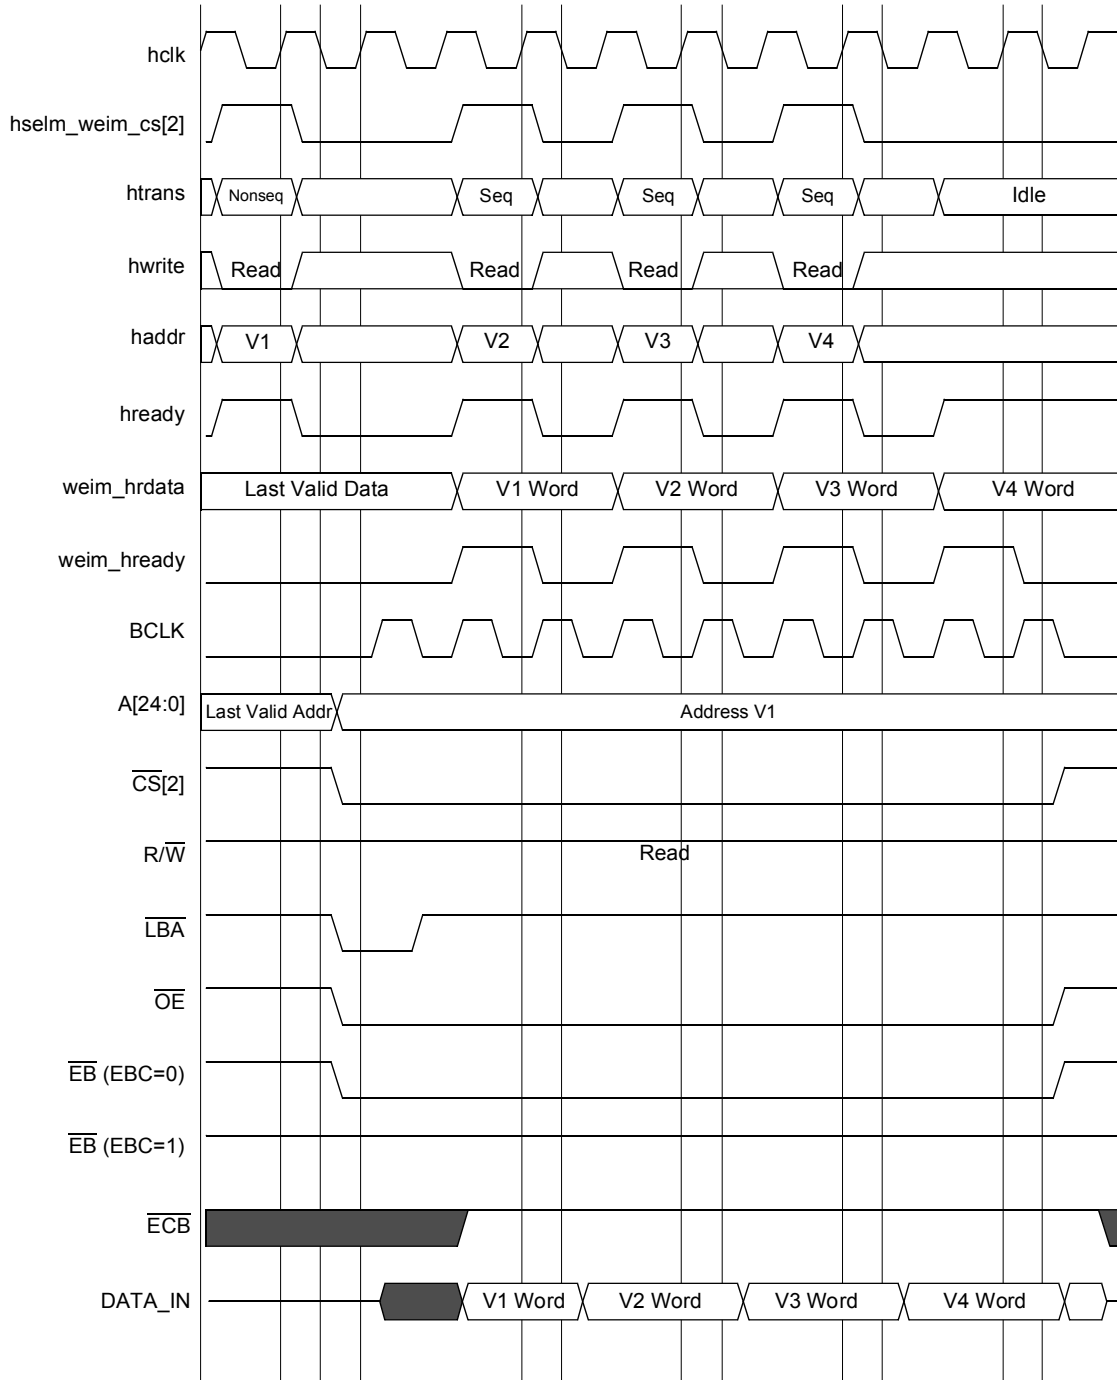 hclk
hselm_weim_cs[2]
htrans Nonseq Seq Seq Seq Idle
hwrite Read Read Read Read
haddr V1 V2 V3 V4
hready
weim_hrdata Last Valid Data V1 Word V2 Word V3 Word V4 Word
weim_hready
BCLK
A[24:0] Last Valid Addr Address V1
CS[2]
R/W Read
LBA
OE
EB (EBC=0)
EB (EBC=1)
ECB
DATA_IN V1 Word V2 Word V3 Word V4 Word